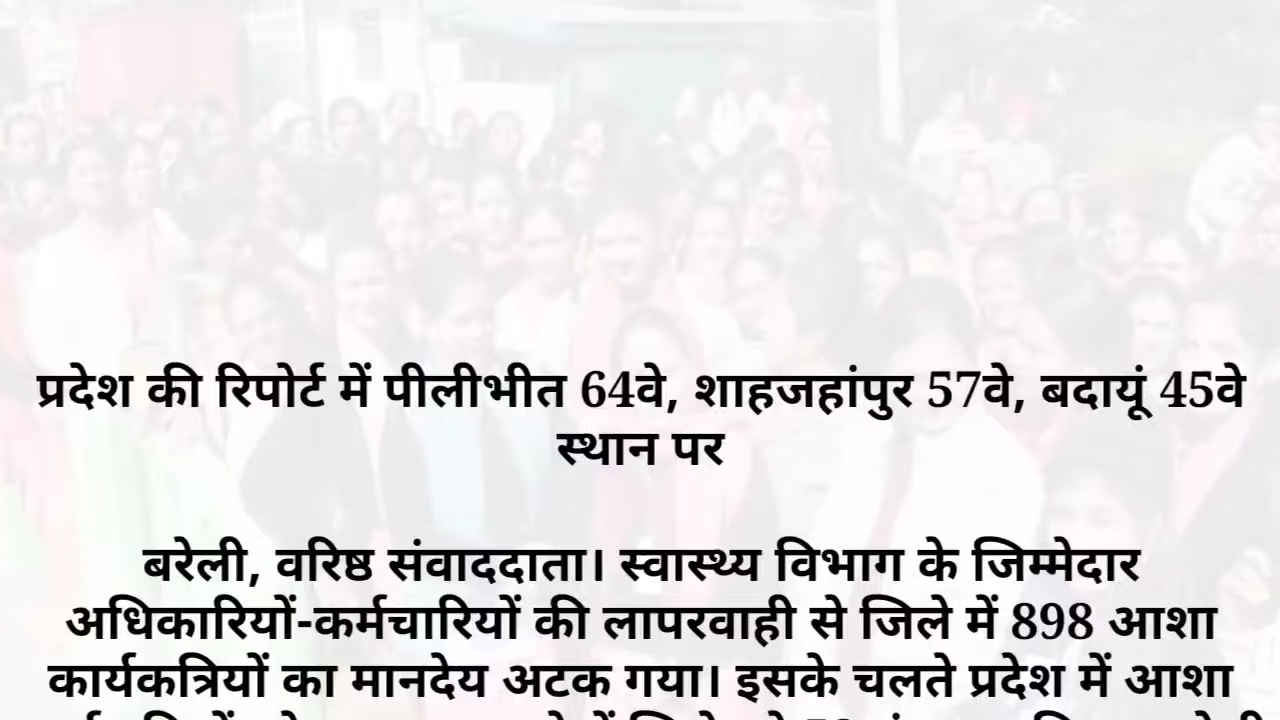 प्रदेश की रिपोर्ट में पीलीभीत 64वे, शाहजहांपुर 57वे, बदायूं 45वे
स्थान पर
बरेली, वरिष्ठ संवाददाता। स्वास्थ्य विभाग के जिम्मेदार
अधिकारियों-कर्मचारियों की लापरवाही से जिले में 898 आशा
कार्यकत्रियों का मानदेय अटक गया। इसके चलते प्रदेश में आशा